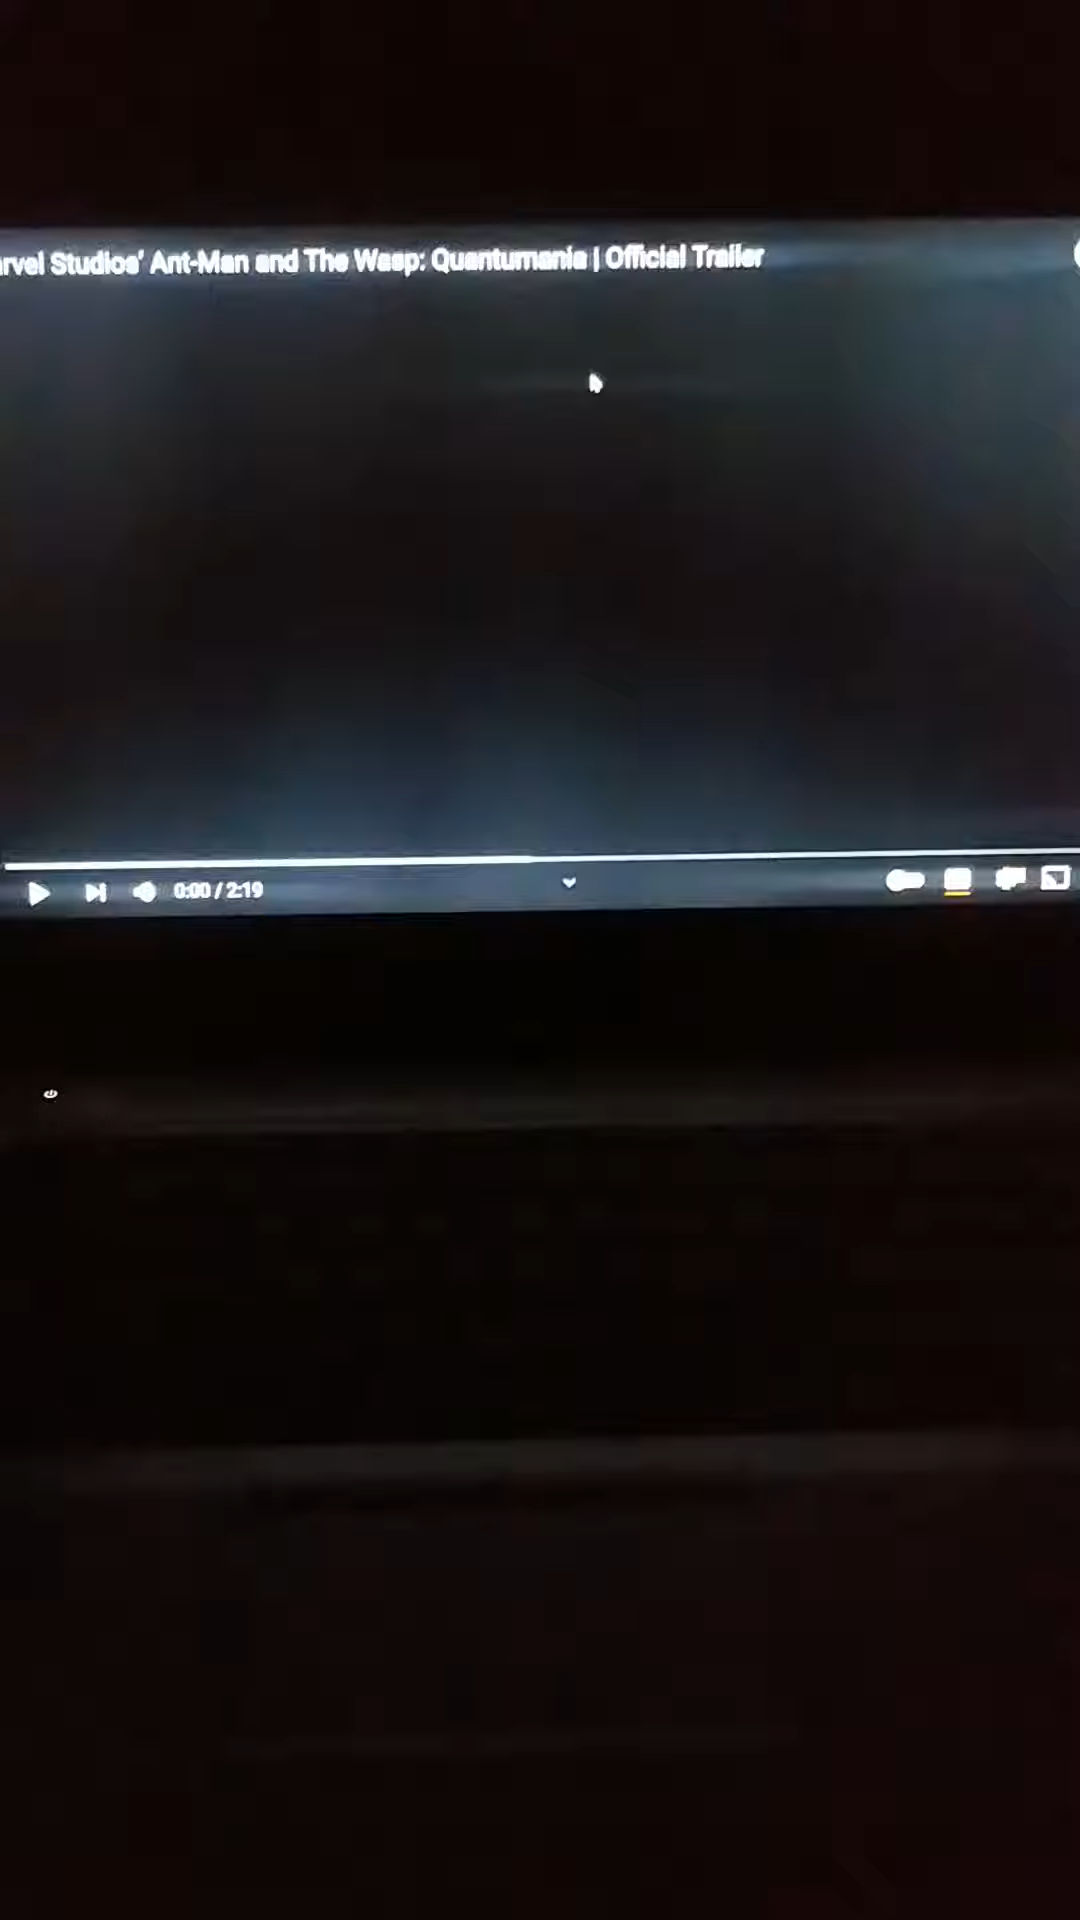 arvel Studios' Ant-Man and The Wasp: Quantumania | Official Trailer
0:00 / 2:19